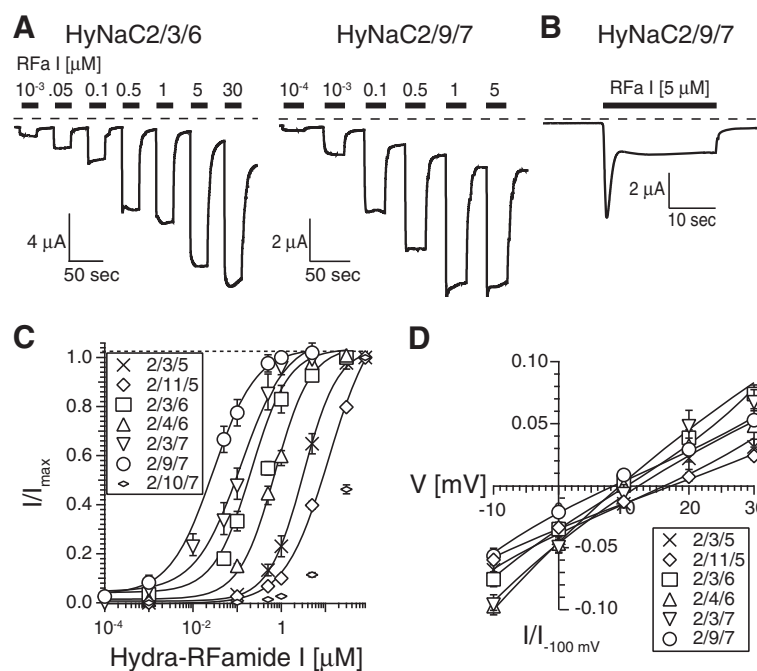 A HyNaC2/3/6 HyNaC2/9/7 B HyNaC2/9/7
RFa I [µM]
10⁻³ .05 0.1 0.5 1 5 30 10⁻⁴ 10⁻³ 0.1 0.5 1 5
RFa I [5 µM]
4 µA
50 sec
2 µA
50 sec
2 µA
10 sec
C
I/Imax
1.0
0.8
0.6
0.4
0.2
0.0
2/3/5
2/11/5
2/3/6
2/4/6
2/3/7
2/9/7
2/10/7
10⁻⁴ 10⁻² 1
Hydra-RFamide I [µM]
D
0.10
0.05
V [mV]
-10 10 20 30
-0.05
-0.10
I/I-100 mV
2/3/5
2/11/5
2/3/6
2/4/6
2/3/7
2/9/7